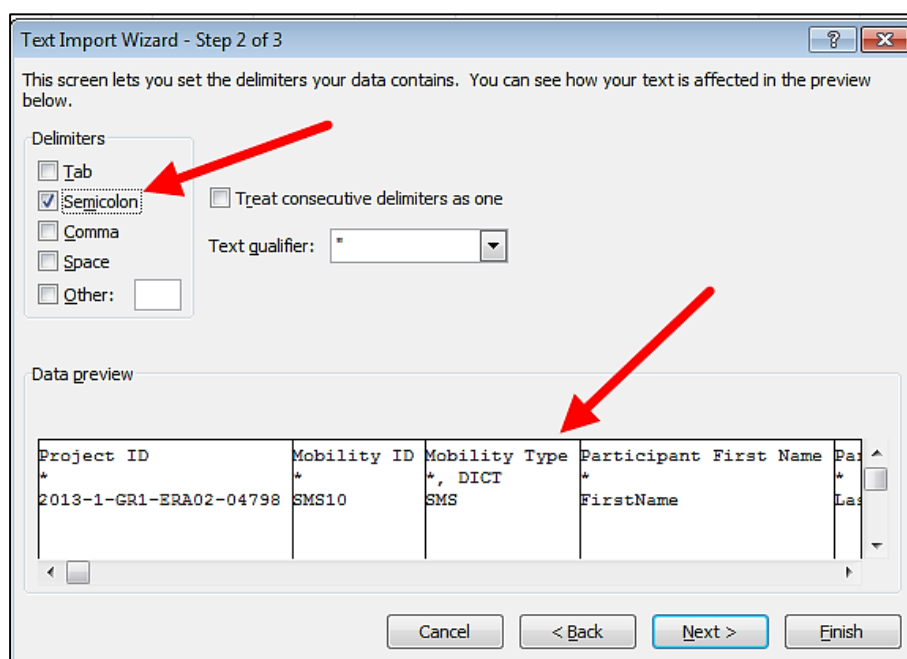 Text Import Wizard - Step 2 of 3
This screen lets you set the delimiters your data contains. You can see how your text is affected in the preview
below.
Delimiters
Tab
Semicolon
Comma
Space
Other:
Treat consecutive delimiters as one
Text qualifier: "
Data preview
Project ID Mobility ID Mobility Type Participant First Name Par
* * *, DICT * *
2013-1-GR1-ERA02-04798 SMS10 SMS FirstName Las
Cancel < Back Next > Finish